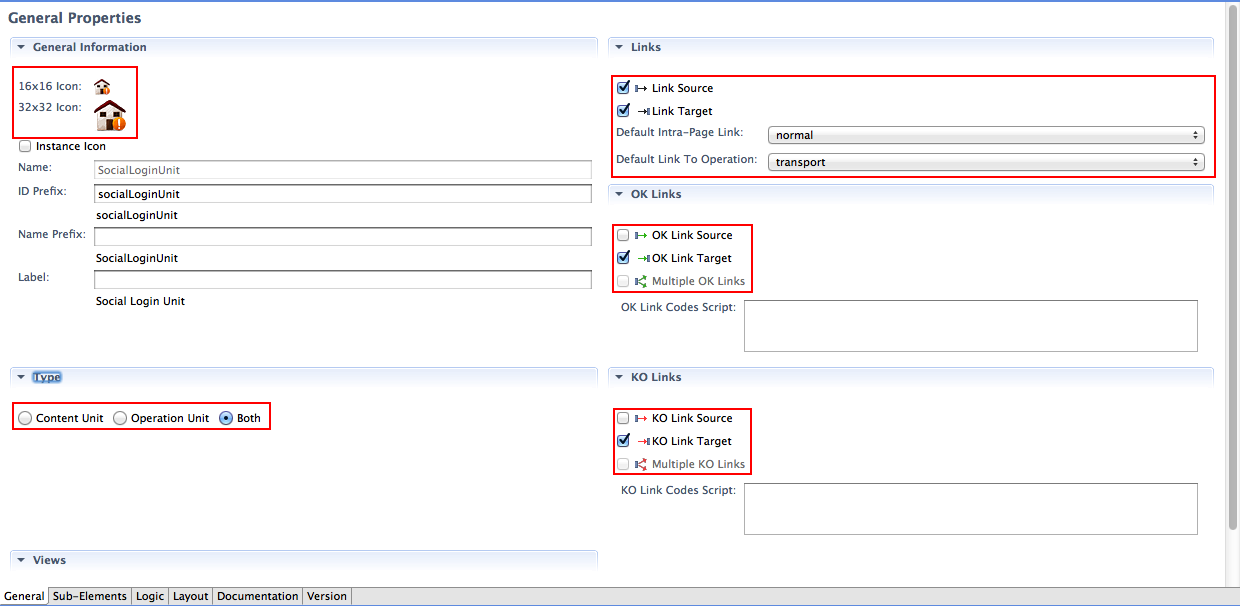 General Properties
General Information
16x16 Icon:
32x32 Icon:
Instance Icon
Name: SocialLoginUnit
ID Prefix: socialLoginUnit
socialLoginUnit
Name Prefix:
SocialLoginUnit
Label:
Social Login Unit
Type
Content Unit Operation Unit Both
Views
Links
Link Source
Link Target
Default Intra-Page Link: normal
Default Link To Operation: transport
OK Links
OK Link Source
OK Link Target
Multiple OK Links
OK Link Codes Script:
KO Links
KO Link Source
KO Link Target
Multiple KO Links
KO Link Codes Script:
General Sub-Elements Logic Layout Documentation Version